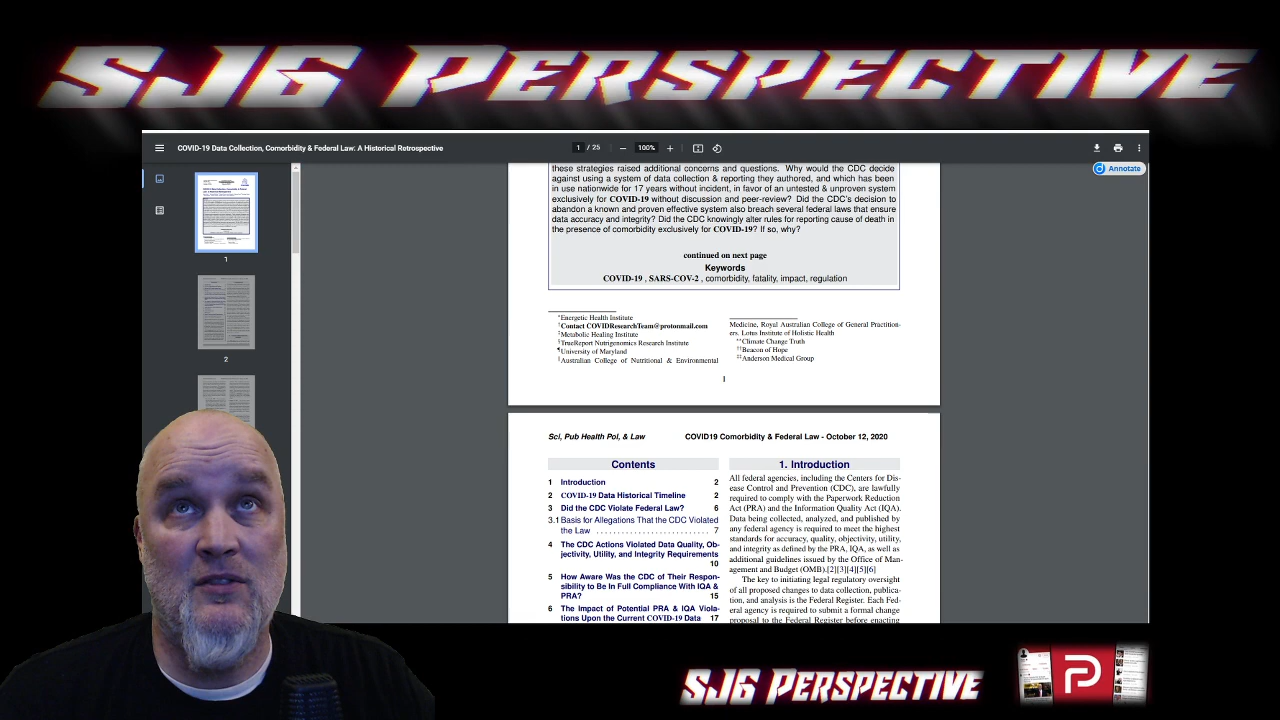 SJG PERSPECTIVE
COVID-19 Data Collection, Comorbidity & Federal Law: A Historical Retrospective
1 / 25
100%
Annotate
1
2
these strategies raised additional concerns and questions. Why would the CDC decide
against using a system of data collection & reporting they authored, and which has been
in use nationwide for 17 years without incident, in favor of an untested & unproven system
exclusively for COVID-19 without discussion and peer-review? Did the CDC's decision to
abandon a known and proven effective system also breach several federal laws that ensure
data accuracy and integrity? Did the CDC knowingly alter rules for reporting cause of death in
the presence of comorbidity exclusively for COVID-19? If so, why?
continued on next page
Keywords
COVID-19 , SARS-COV-2 , comorbidity, fatality, impact, regulation
*Energetic Health Institute
†Contact COVIDResearchTeam@protonmail.com
‡Metabolic Healing Institute
§TrueReport Nutrigenomics Research Institute
¶University of Maryland
‖Australian College of Nutritional & Environmental
Medicine, Royal Australian College of General Practition-
ers. Lotus Institute of Holistic Health
**Climate Change Truth
††Beacon of Hope
‡‡Anderson Medical Group
1
Sci, Pub Health Pol, & Law
COVID19 Comorbidity & Federal Law - October 12, 2020
Contents
1 Introduction 2
2 COVID-19 Data Historical Timeline 2
3 Did the CDC Violate Federal Law? 6
3.1 Basis for Allegations That the CDC Violated
the Law . . . . . . . . . . . . . . . . . . . . . . . . . . 7
4 The CDC Actions Violated Data Quality, Ob-
jectivity, Utility, and Integrity Requirements
10
5 How Aware Was the CDC of Their Respon-
sibility to Be In Full Compliance With IQA &
PRA? 15
6 The Impact of Potential PRA & IQA Viola-
tions Upon the Current COVID-19 Data 17
1. Introduction
All federal agencies, including the Centers for Dis-
ease Control and Prevention (CDC), are lawfully
required to comply with the Paperwork Reduction
Act (PRA) and the Information Quality Act (IQA).
Data being collected, analyzed, and published by
any federal agency is required to meet the highest
standards for accuracy, quality, objectivity, utility,
and integrity as defined by the PRA, IQA, as well as
additional guidelines issued by the Office of Man-
agement and Budget (OMB).[2][3][4][5][6]
The key to initiating legal regulatory oversight
of all proposed changes to data collection, publica-
tion, and analysis is the Federal Register. Each Fed-
eral agency is required to submit a formal change
proposal to the Federal Register before enacting
SJG PERSPECTIVE